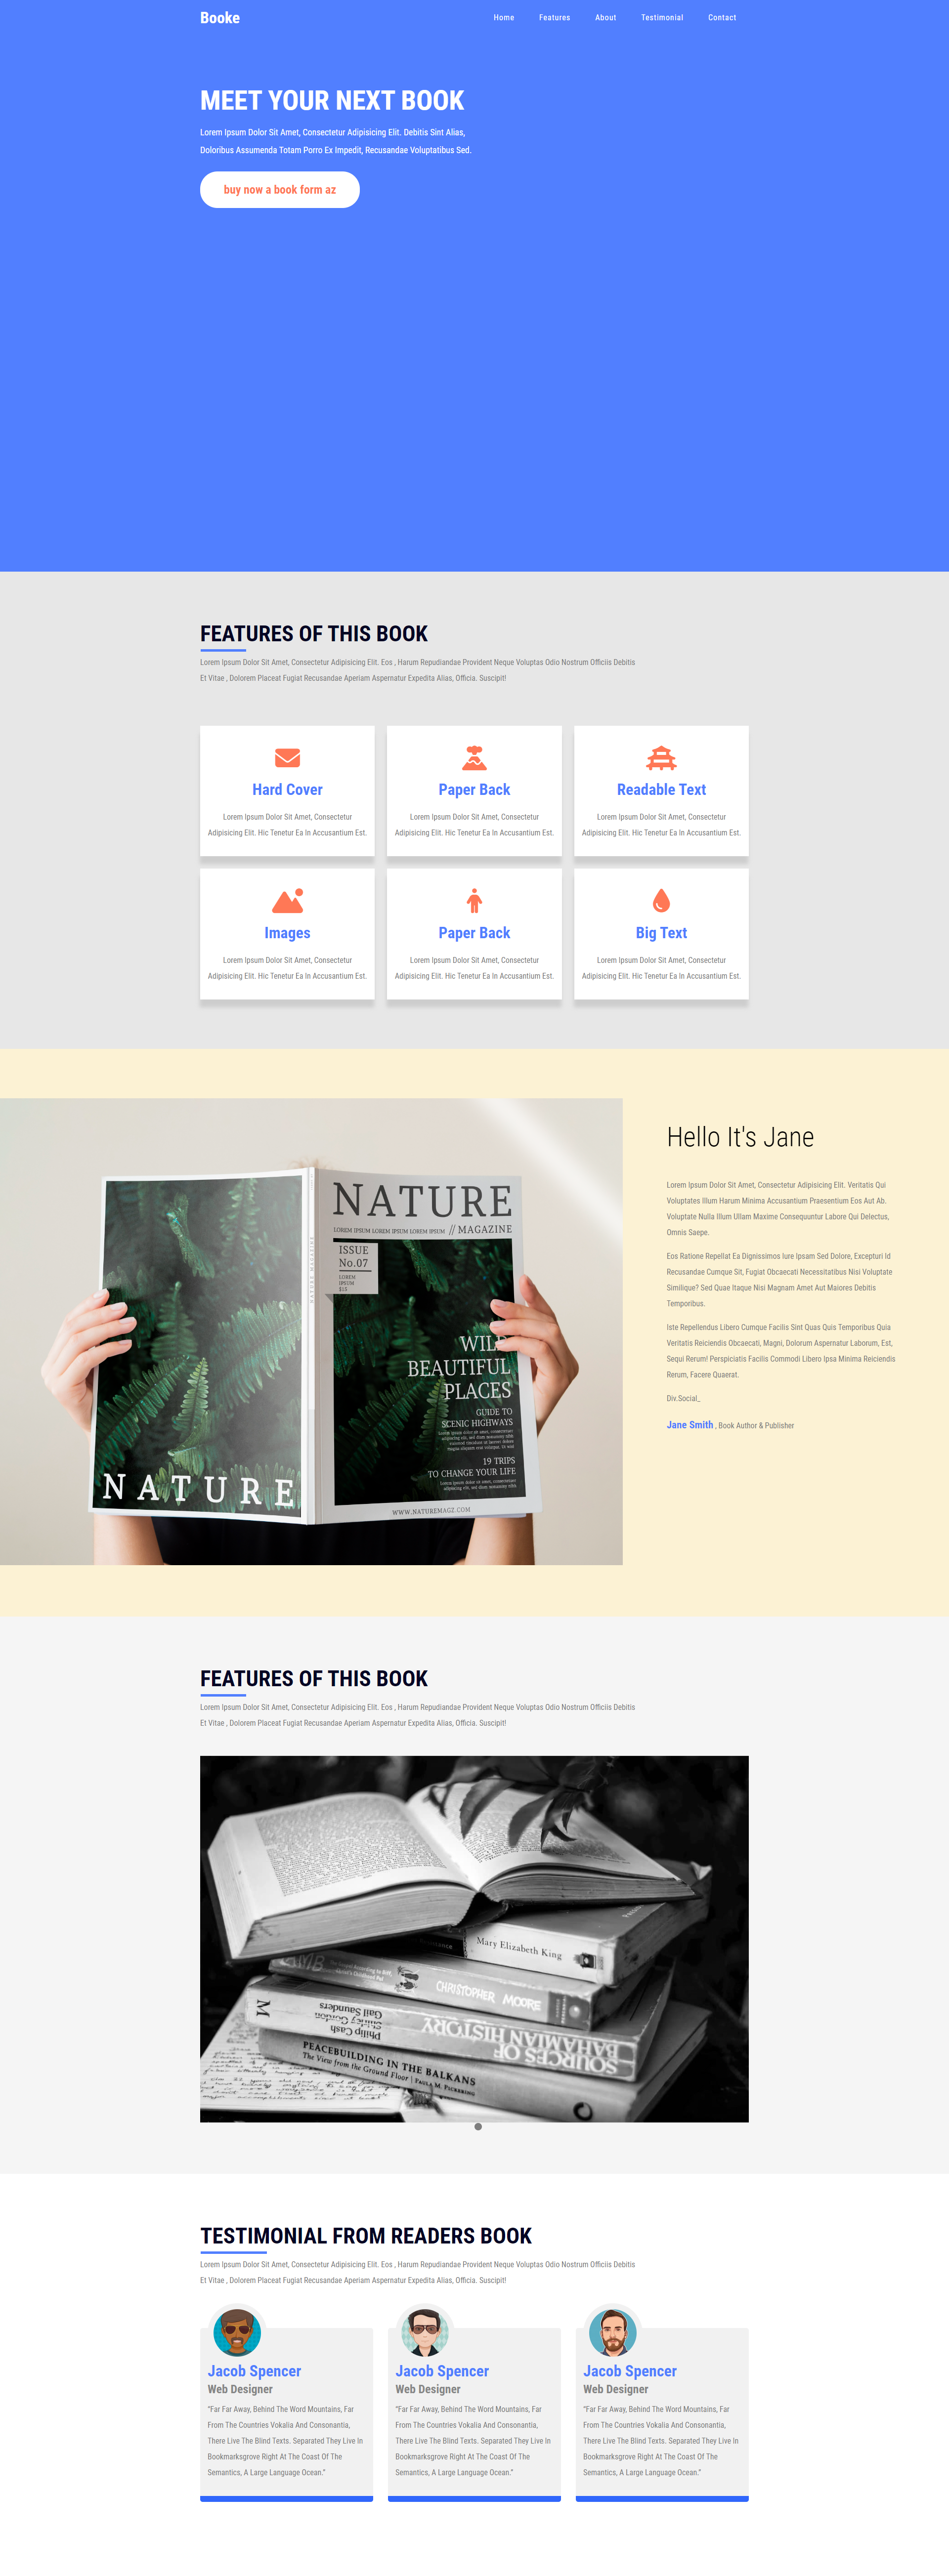 Booke
Home Features About Testimonial Contact
MEET YOUR NEXT BOOK
Lorem Ipsum Dolor Sit Amet, Consectetur Adipisicing Elit. Debitis Sint Alias,
Doloribus Assumenda Totam Porro Ex Impedit, Recusandae Voluptatibus Sed.
buy now a book form az
FEATURES OF THIS BOOK
Lorem Ipsum Dolor Sit Amet, Consectetur Adipisicing Elit. Eos , Harum Repudiandae Provident Neque Voluptas Odio Nostrum Officiis Debitis
Et Vitae , Dolorem Placeat Fugiat Recusandae Aperiam Aspernatur Expedita Alias, Officia. Suscipit!
Hard Cover
Lorem Ipsum Dolor Sit Amet, Consectetur
Adipisicing Elit. Hic Tenetur Ea In Accusantium Est.
Paper Back
Lorem Ipsum Dolor Sit Amet, Consectetur
Adipisicing Elit. Hic Tenetur Ea In Accusantium Est.
Readable Text
Lorem Ipsum Dolor Sit Amet, Consectetur
Adipisicing Elit. Hic Tenetur Ea In Accusantium Est.
Images
Lorem Ipsum Dolor Sit Amet, Consectetur
Adipisicing Elit. Hic Tenetur Ea In Accusantium Est.
Paper Back
Lorem Ipsum Dolor Sit Amet, Consectetur
Adipisicing Elit. Hic Tenetur Ea In Accusantium Est.
Big Text
Lorem Ipsum Dolor Sit Amet, Consectetur
Adipisicing Elit. Hic Tenetur Ea In Accusantium Est.
NATURE
NATURE MAGAZINE
NATURE
LOREM IPSUM LOREM IPSUM LOREM IPSUM // MAGAZINE
ISSUE
No.07
LOREM
IPSUM
$15
WILD
BEAUTIFUL
PLACES
GUIDE TO
SCENIC HIGHWAYS
19 TRIPS
TO CHANGE YOUR LIFE
WWW.NATUREMAGZ.COM
Hello It's Jane
Lorem Ipsum Dolor Sit Amet, Consectetur Adipisicing Elit. Veritatis Qui
Voluptates Illum Harum Minima Accusantium Praesentium Eos Aut Ab.
Voluptate Nulla Illum Ullam Maxime Consequuntur Labore Qui Delectus,
Omnis Saepe.
Eos Ratione Repellat Ea Dignissimos Iure Ipsam Sed Dolore, Excepturi Id
Recusandae Cumque Sit, Fugiat Obcaecati Necessitatibus Nisi Voluptate
Similique? Sed Quae Itaque Nisi Magnam Amet Aut Maiores Debitis
Temporibus.
Iste Repellendus Libero Cumque Facilis Sint Quas Quis Temporibus Quia
Veritatis Reiciendis Obcaecati, Magni, Dolorum Aspernatur Laborum, Est,
Sequi Rerum! Perspiciatis Facilis Commodi Libero Ipsa Minima Reiciendis
Rerum, Facere Quaerat.
Div.Social_
Jane Smith , Book Author & Publisher
FEATURES OF THIS BOOK
Lorem Ipsum Dolor Sit Amet, Consectetur Adipisicing Elit. Eos , Harum Repudiandae Provident Neque Voluptas Odio Nostrum Officiis Debitis
Et Vitae , Dolorem Placeat Fugiat Recusandae Aperiam Aspernatur Expedita Alias, Officia. Suscipit!
Mary Elizabeth King
CHRISTOPHER MOORE
Gail Saunders
Philip Cash
SOURCES OF
BAHAMIAN HISTORY
PEACEBUILDING IN THE BALKANS
The View from the Ground Floor | PAULA M. PICKERING
TESTIMONIAL FROM READERS BOOK
Lorem Ipsum Dolor Sit Amet, Consectetur Adipisicing Elit. Eos , Harum Repudiandae Provident Neque Voluptas Odio Nostrum Officiis Debitis
Et Vitae , Dolorem Placeat Fugiat Recusandae Aperiam Aspernatur Expedita Alias, Officia. Suscipit!
Jacob Spencer
Web Designer
“Far Far Away, Behind The Word Mountains, Far
From The Countries Vokalia And Consonantia,
There Live The Blind Texts. Separated They Live In
Bookmarksgrove Right At The Coast Of The
Semantics, A Large Language Ocean.”
Jacob Spencer
Web Designer
“Far Far Away, Behind The Word Mountains, Far
From The Countries Vokalia And Consonantia,
There Live The Blind Texts. Separated They Live In
Bookmarksgrove Right At The Coast Of The
Semantics, A Large Language Ocean.”
Jacob Spencer
Web Designer
“Far Far Away, Behind The Word Mountains, Far
From The Countries Vokalia And Consonantia,
There Live The Blind Texts. Separated They Live In
Bookmarksgrove Right At The Coast Of The
Semantics, A Large Language Ocean.”